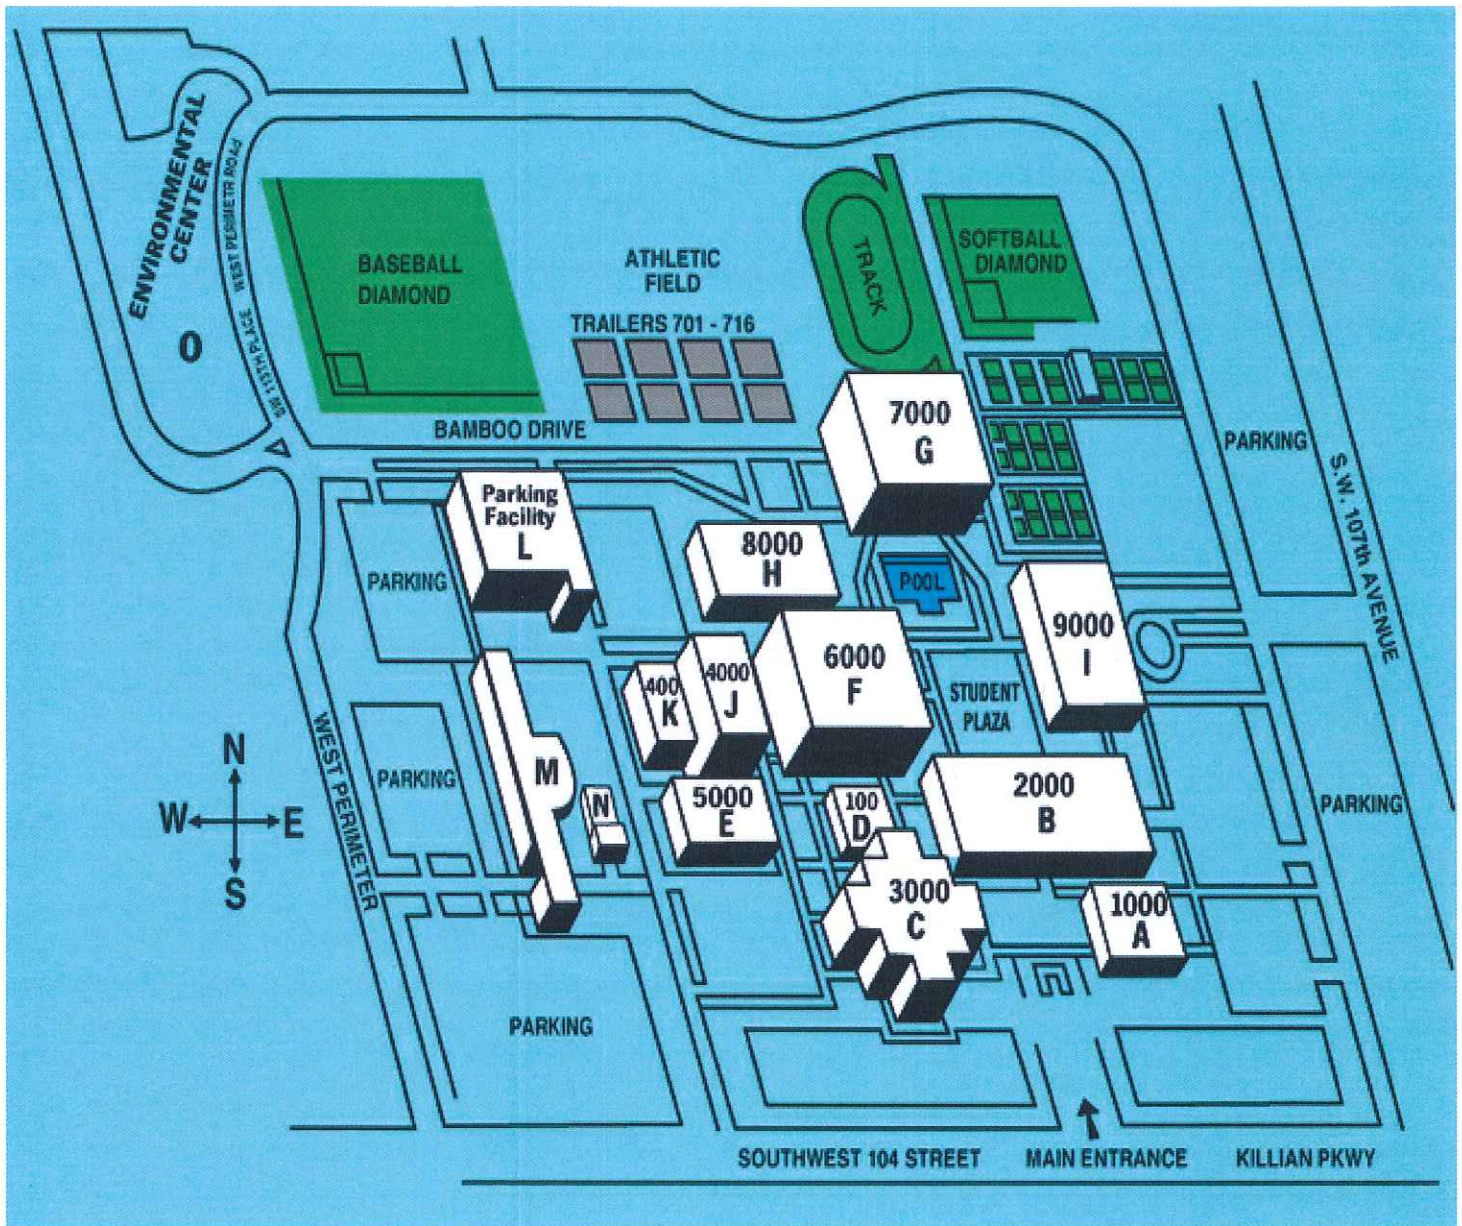 ENVIRONMENTAL
CENTER
O
WEST PERIMETR ROAD
SW 115TH PLACE
BASEBALL
DIAMOND
ATHLETIC
FIELD
TRAILERS 701 - 716
TRACK
SOFTBALL
DIAMOND
BAMBOO DRIVE
7000
G
PARKING
S.W. 107th AVENUE
Parking
Facility
L
PARKING
8000
H
POOL
9000
I
400
K
4000
J
6000
F
STUDENT
PLAZA
WEST PERIMETER
PARKING
M
N
5000
E
100
D
2000
B
PARKING
N
W
E
S
3000
C
1000
A
PARKING
SOUTHWEST 104 STREET
MAIN ENTRANCE
KILLIAN PKWY